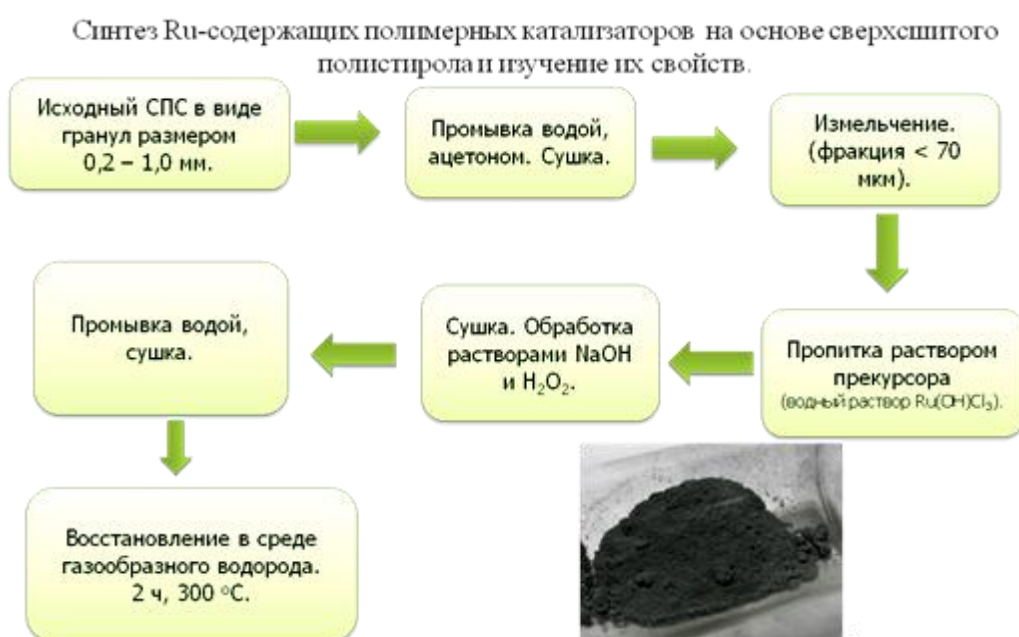 Синтез Ru-содержащих полимерных катализаторов на основе сверхсшитого
полистирола и изучение их свойств.
Исходный СПС в виде
гранул размером
0,2 – 1,0 мм.
Промывка водой,
ацетоном. Сушка.
Измельчение.
(фракция < 70
мкм).
Пропитка раствором
прекурсора
(водный раствор Ru(OH)Cl₃).
Сушка. Обработка
растворами NaOH
и H₂O₂.
Промывка водой,
сушка.
Восстановление в среде
газообразного водорода.
2 ч, 300 °C.